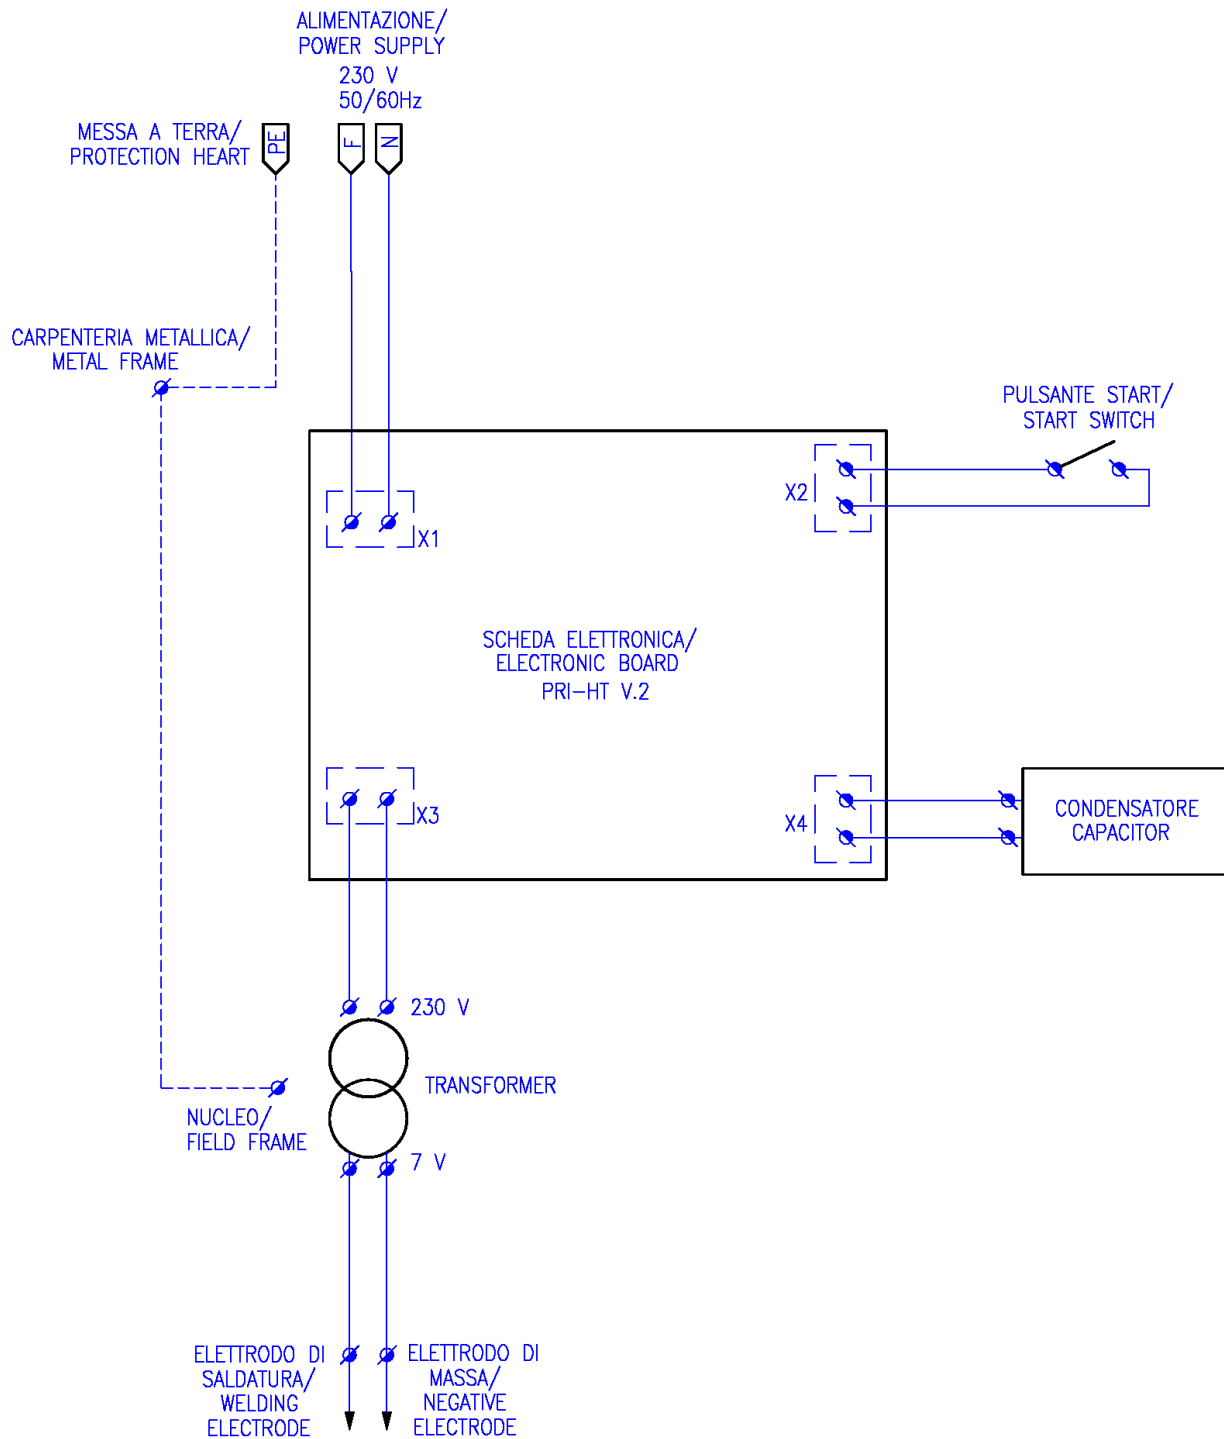 ALIMENTAZIONE/
POWER SUPPLY
230 V
50/60Hz
MESSA A TERRA/
PROTECTION HEART
PE
F
N
CARPENTERIA METALLICA/
METAL FRAME
PULSANTE START/
START SWITCH
X1
X2
SCHEDA ELETTRONICA/
ELECTRONIC BOARD
PRI-HT V.2
X3
X4
CONDENSATORE
CAPACITOR
230 V
TRANSFORMER
NUCLEO/
FIELD FRAME
7 V
ELETTRODO DI
SALDATURA/
WELDING
ELECTRODE
ELETTRODO DI
MASSA/
NEGATIVE
ELECTRODE